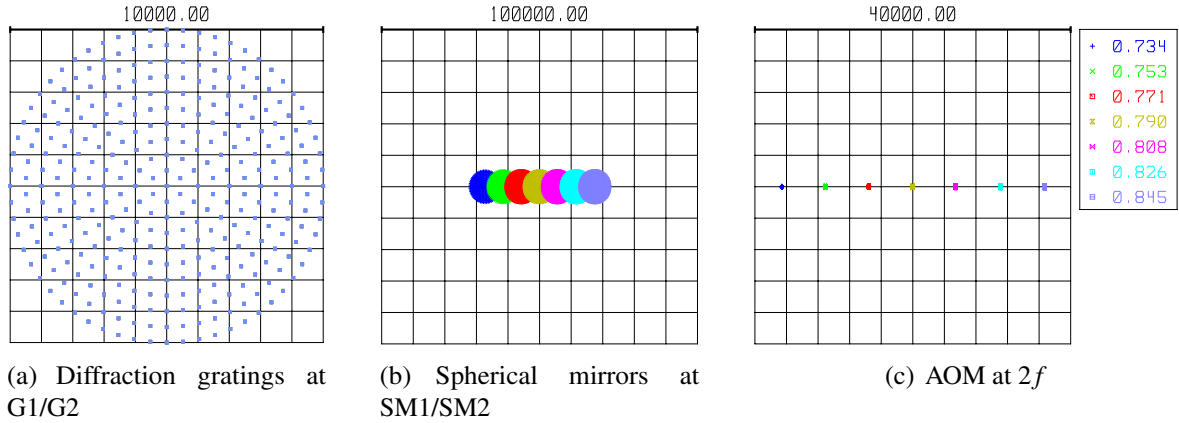 10000.00
100000.00
40000.00
0.734
0.753
0.771
0.790
0.808
0.826
0.845
(a) Diffraction gratings at
G1/G2
(b) Spherical mirrors at
SM1/SM2
(c) AOM at 2f